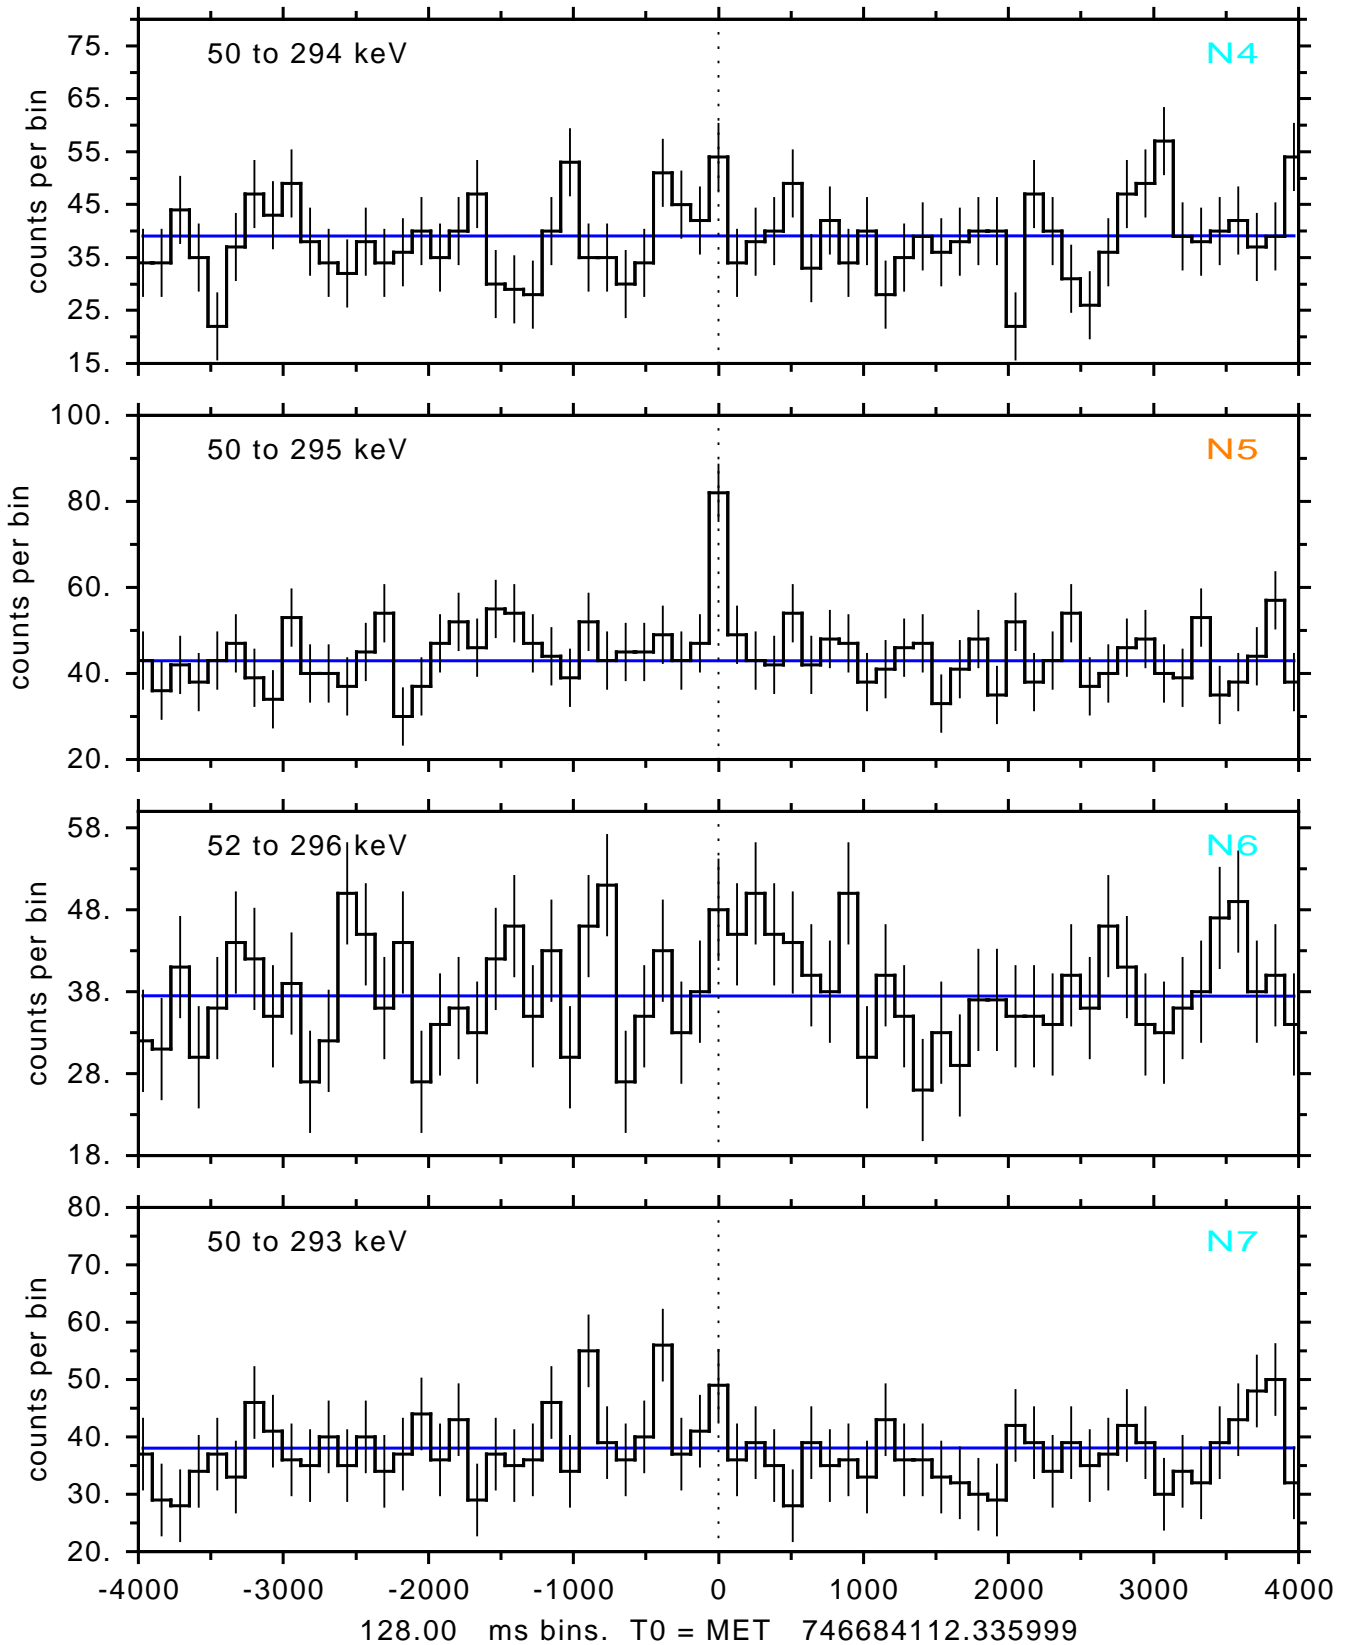 50 to 294 keV N4
75.
65.
55.
45.
35.
25.
15.
counts per bin
50 to 295 keV N5
100.
80.
60.
40.
20.
counts per bin
52 to 296 keV N6
58.
48.
38.
28.
18.
counts per bin
50 to 293 keV N7
80.
70.
60.
50.
40.
30.
20.
counts per bin
-4000 -3000 -2000 -1000 0 1000 2000 3000 4000
128.00 ms bins. T0 = MET 746684112.335999